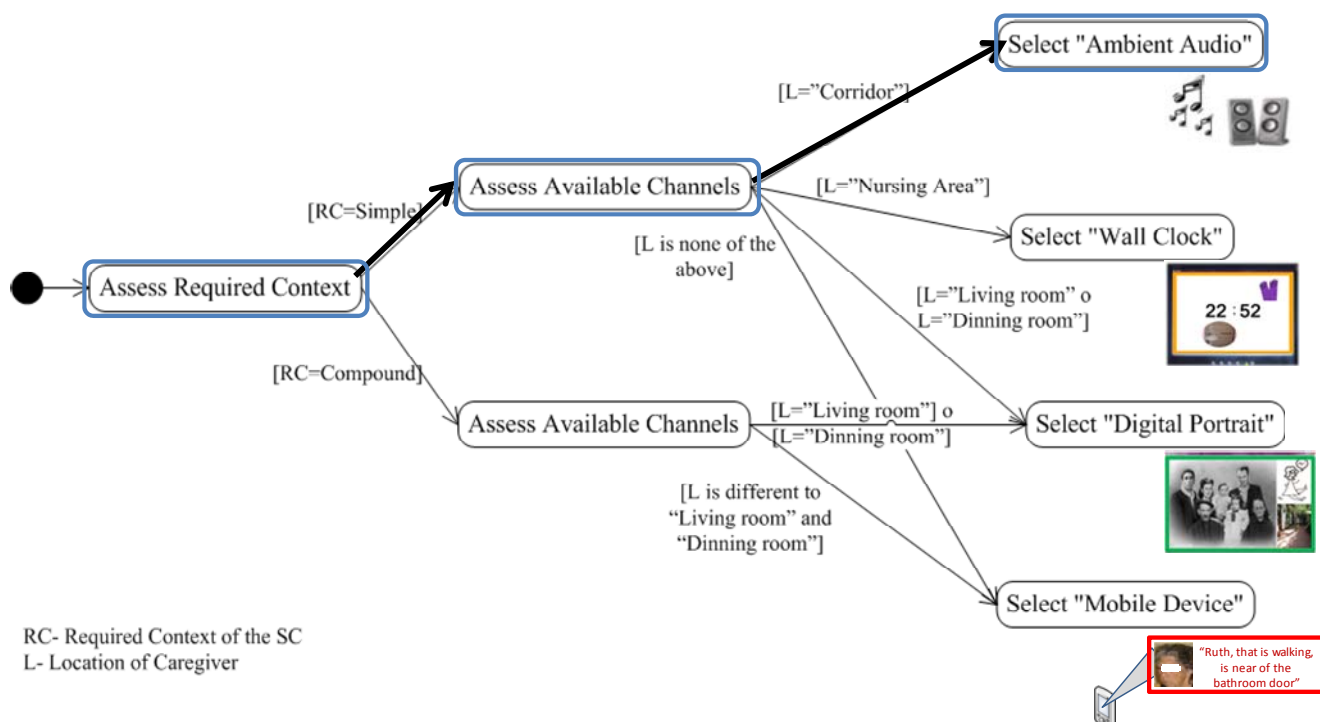 Select "Ambient Audio"
[L=”Corridor”]
Assess Available Channels
[L=”Nursing Area”]
[RC=Simple]
Select "Wall Clock"
[L is none of the
above]
Assess Required Context
[L=”Living room” o
L=”Dinning room”]
22 : 52
[RC=Compound]
Assess Available Channels
[L=”Living room”] o
[L=”Dinning room”]
Select "Digital Portrait"
[L is different to
“Living room” and
“Dinning room”]
Select "Mobile Device"
RC- Required Context of the SC
L- Location of Caregiver
“Ruth, that is walking,
is near of the
bathroom door”